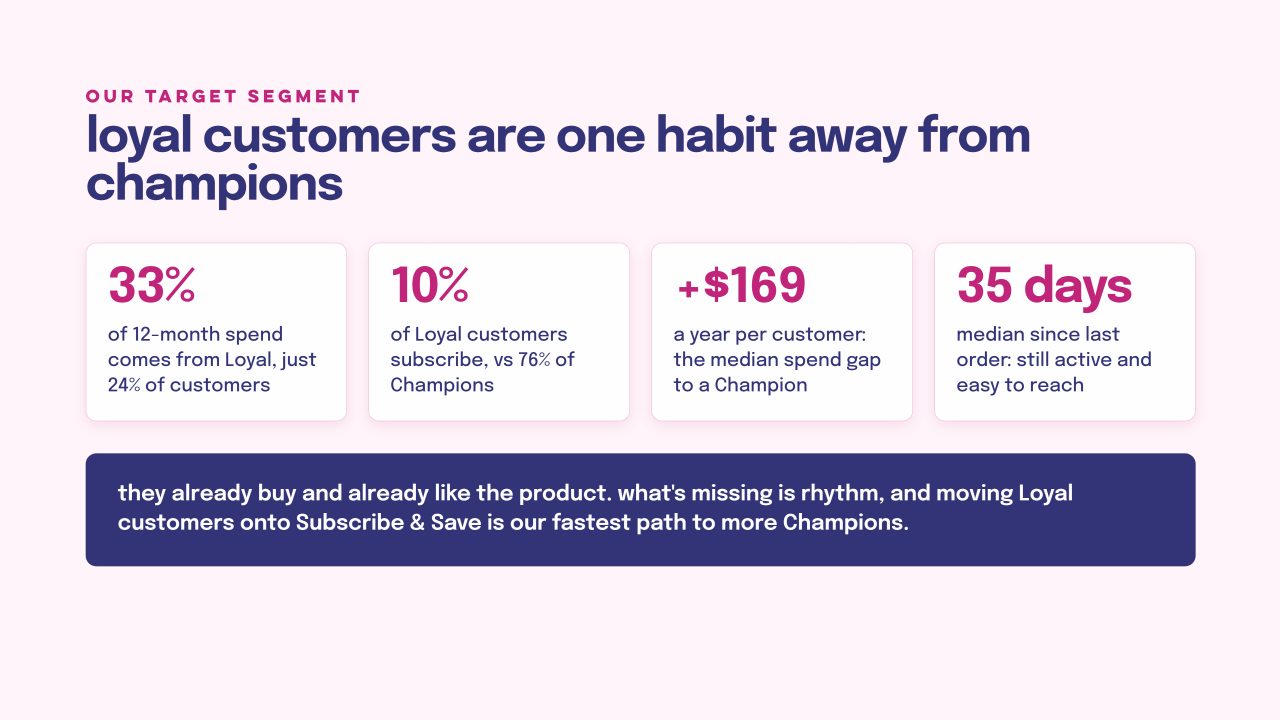 OUR TARGET SEGMENT
loyal customers are one habit away from
champions
33%
of 12-month spend
comes from Loyal, just
24% of customers
10%
of Loyal customers
subscribe, vs 76% of
Champions
+$169
a year per customer:
the median spend gap
to a Champion
35 days
median since last
order: still active and
easy to reach
they already buy and already like the product. what's missing is rhythm, and moving Loyal
customers onto Subscribe & Save is our fastest path to more Champions.